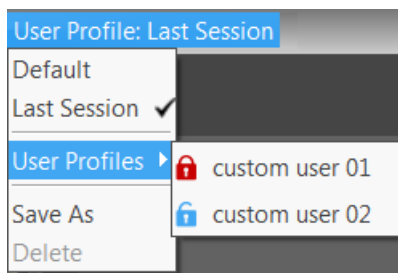 User Profile: Last Session
Default
Last Session
User Profiles
custom user 01
custom user 02
Save As
Delete